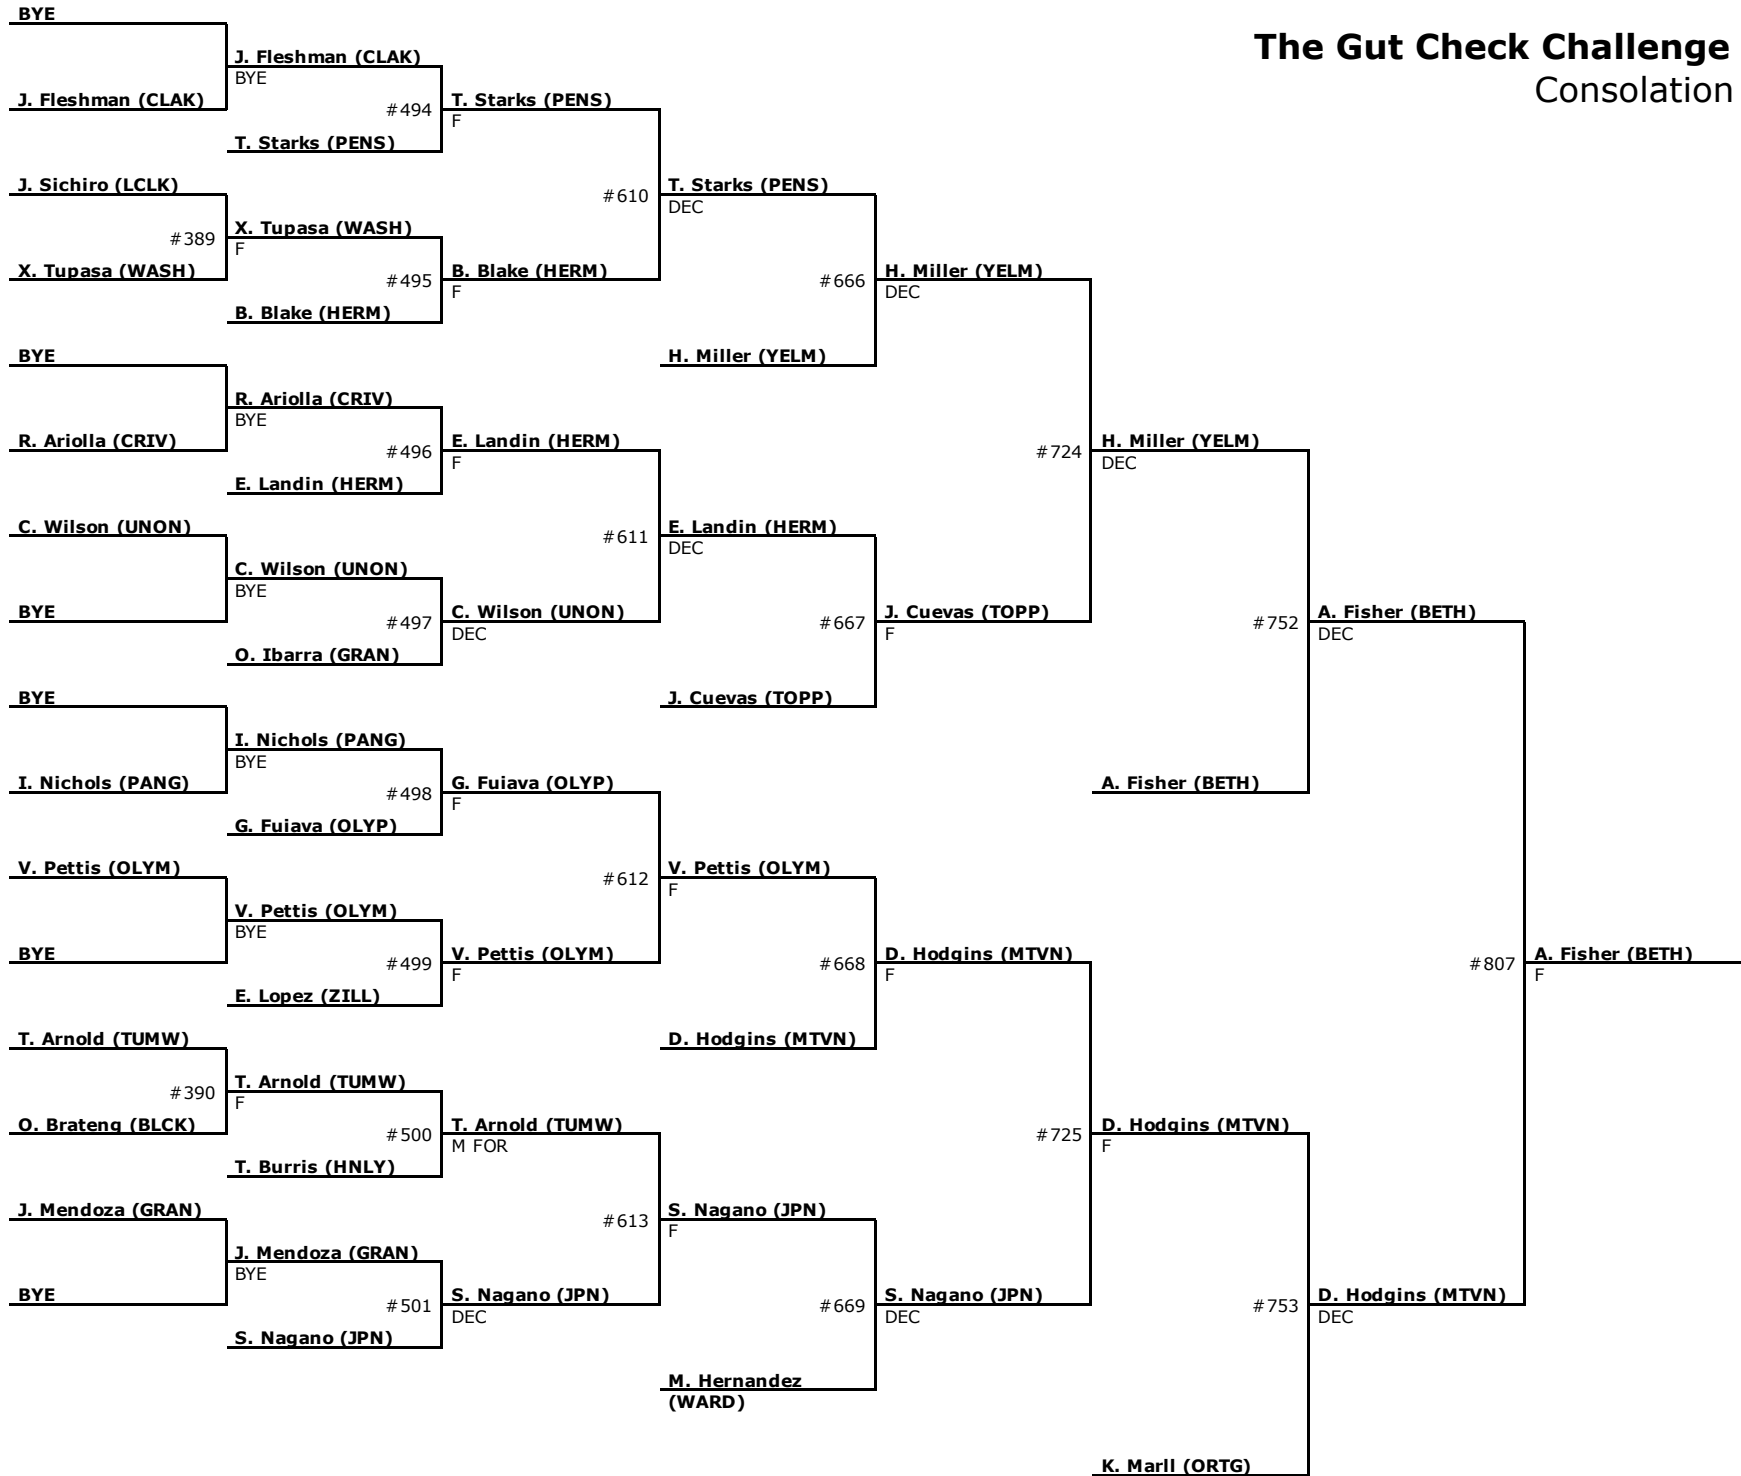 The Gut Check Challenge
Consolation
BYE
J. Fleshman (CLAK)
J. Sichiro (LCLK)
#389
X. Tupasa (WASH)
BYE
R. Ariolla (CRIV)
C. Wilson (UNON)
BYE
BYE
I. Nichols (PANG)
V. Pettis (OLYM)
BYE
T. Arnold (TUMW)
#390
O. Brateng (BLCK)
J. Mendoza (GRAN)
BYE
J. Fleshman (CLAK)
BYE
#494
T. Starks (PENS)
X. Tupasa (WASH)
F
#495
B. Blake (HERM)
R. Ariolla (CRIV)
BYE
#496
E. Landin (HERM)
C. Wilson (UNON)
BYE
#497
O. Ibarra (GRAN)
I. Nichols (PANG)
BYE
#498
G. Fuiava (OLYP)
V. Pettis (OLYM)
BYE
#499
E. Lopez (ZILL)
T. Arnold (TUMW)
F
#500
T. Burris (HNLY)
J. Mendoza (GRAN)
BYE
#501
S. Nagano (JPN)
T. Starks (PENS)
F
#610
B. Blake (HERM)
F
E. Landin (HERM)
F
#611
C. Wilson (UNON)
DEC
G. Fuiava (OLYP)
F
#612
V. Pettis (OLYM)
F
T. Arnold (TUMW)
M FOR
#613
S. Nagano (JPN)
DEC
T. Starks (PENS)
DEC
#666
H. Miller (YELM)
E. Landin (HERM)
DEC
#667
J. Cuevas (TOPP)
V. Pettis (OLYM)
F
#668
D. Hodgins (MTVN)
S. Nagano (JPN)
F
#669
M. Hernandez
(WARD)
H. Miller (YELM)
DEC
#724
J. Cuevas (TOPP)
F
D. Hodgins (MTVN)
F
#725
S. Nagano (JPN)
DEC
H. Miller (YELM)
DEC
#752
A. Fisher (BETH)
D. Hodgins (MTVN)
F
#753
K. Marll (ORTG)
A. Fisher (BETH)
DEC
#807
D. Hodgins (MTVN)
DEC
A. Fisher (BETH)
F